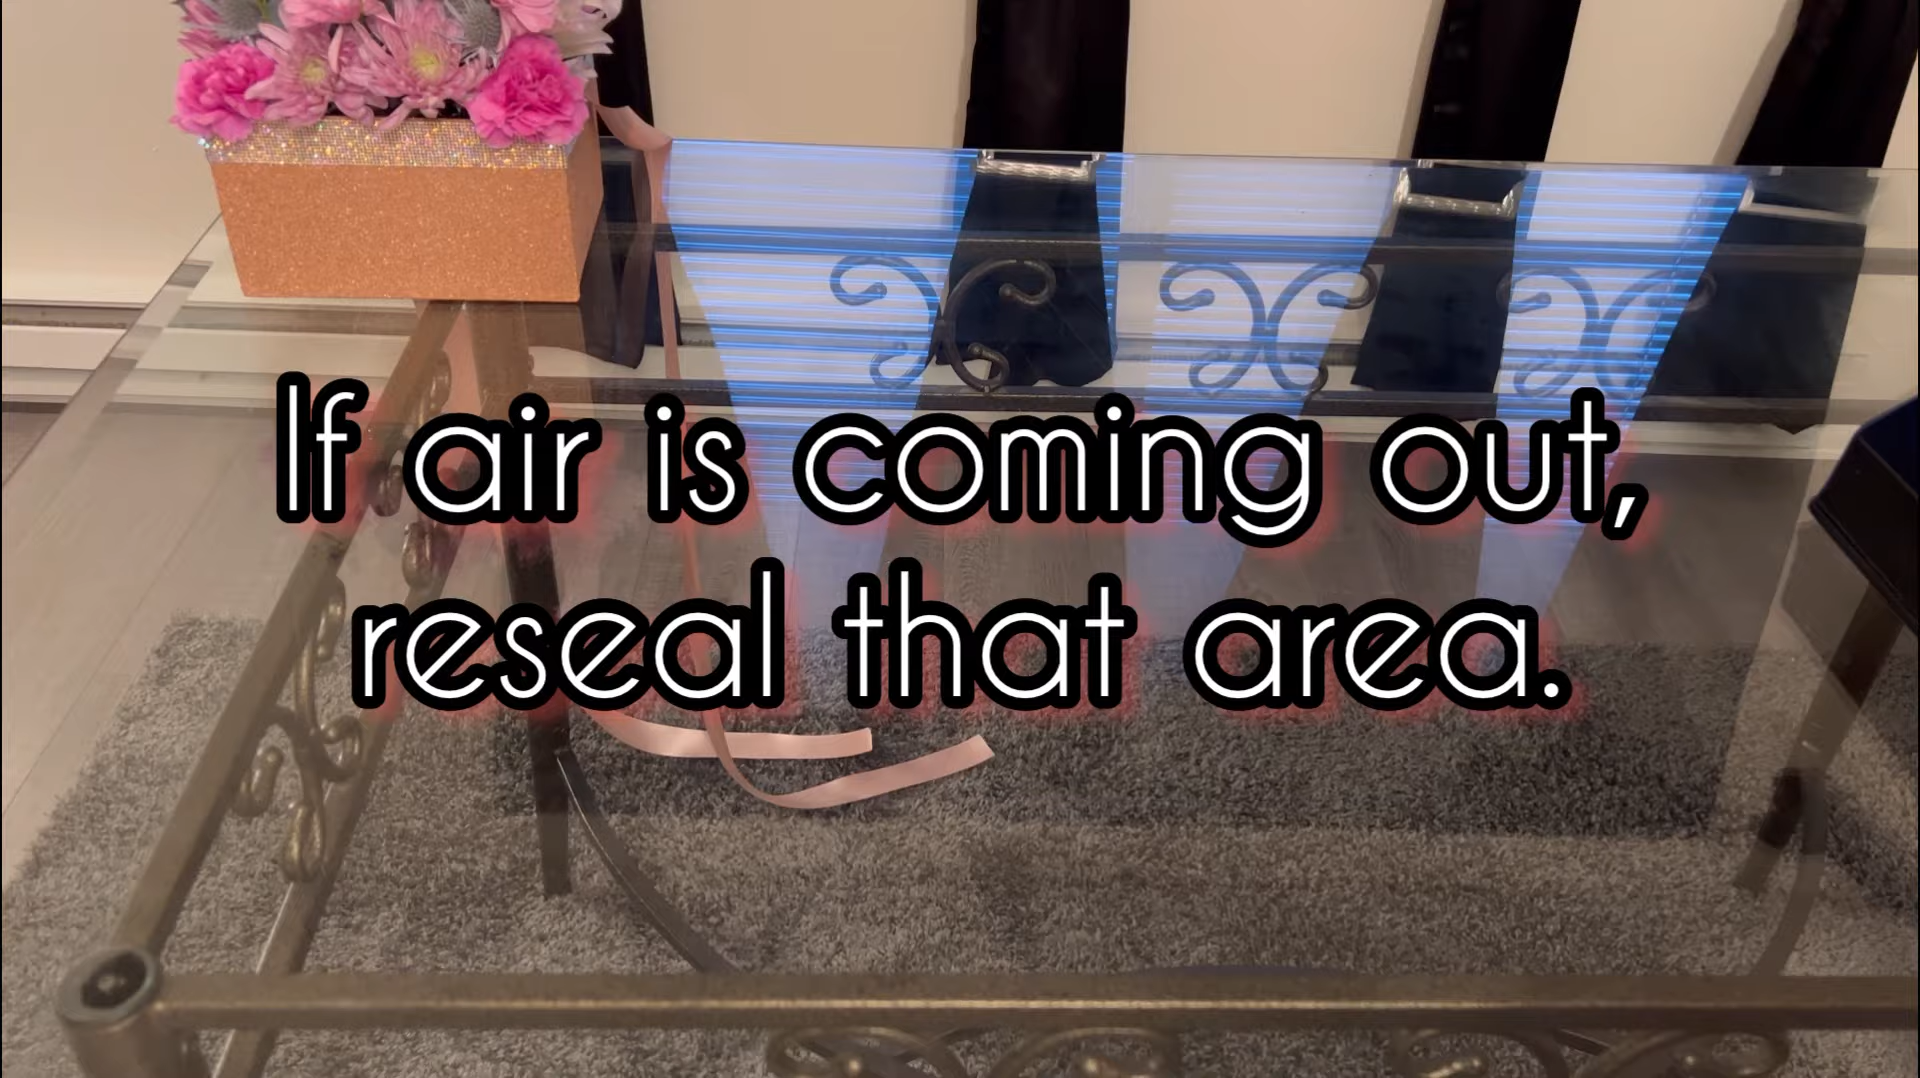 If air is coming out,
reseal that area.